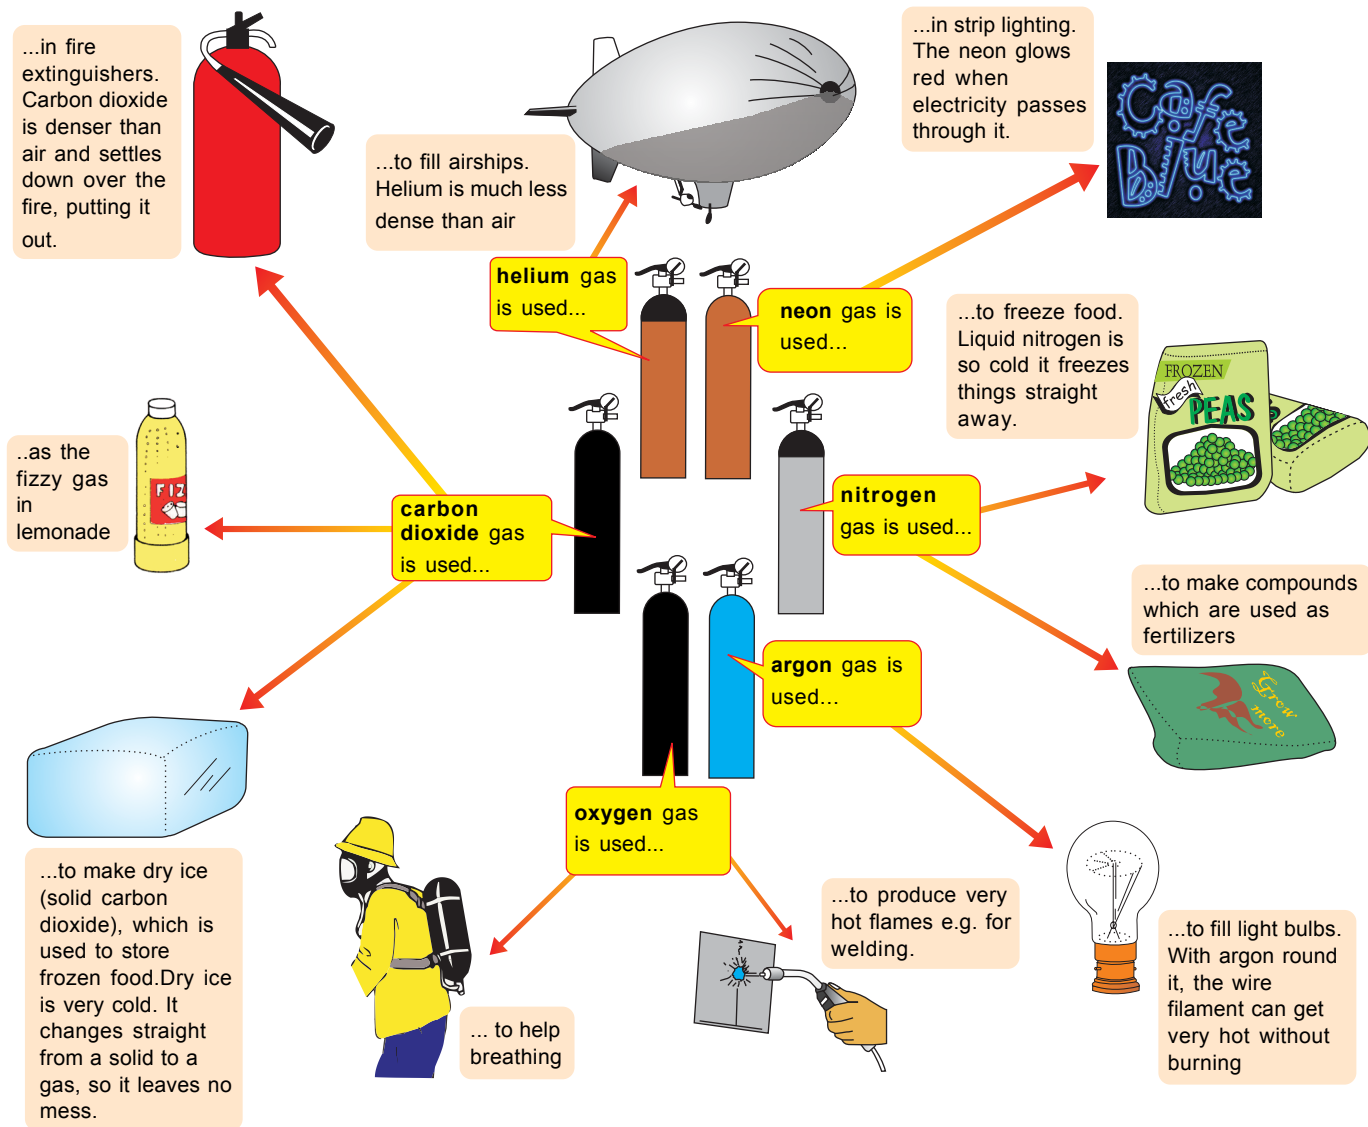 ...in fire
extinguishers.
Carbon dioxide
is denser than
air and settles
down over the
fire, putting it
out.
...to fill airships.
Helium is much less
dense than air
...in strip lighting.
The neon glows
red when
electricity passes
through it.
Cafe
Blue
helium gas
is used...
neon gas is
used...
...to freeze food.
Liquid nitrogen is
so cold it freezes
things straight
away.
FROZEN
fresh
PEAS
..as the
fizzy gas
in
lemonade
FIZ
carbon
dioxide gas
is used...
nitrogen
gas is used...
...to make compounds
which are used as
fertilizers
Grow
more
argon gas is
used...
oxygen gas
is used...
...to make dry ice
(solid carbon
dioxide), which is
used to store
frozen food.Dry ice
is very cold. It
changes straight
from a solid to a
gas, so it leaves no
mess.
... to help
breathing
...to produce very
hot flames e.g. for
welding.
...to fill light bulbs.
With argon round
it, the wire
filament can get
very hot without
burning